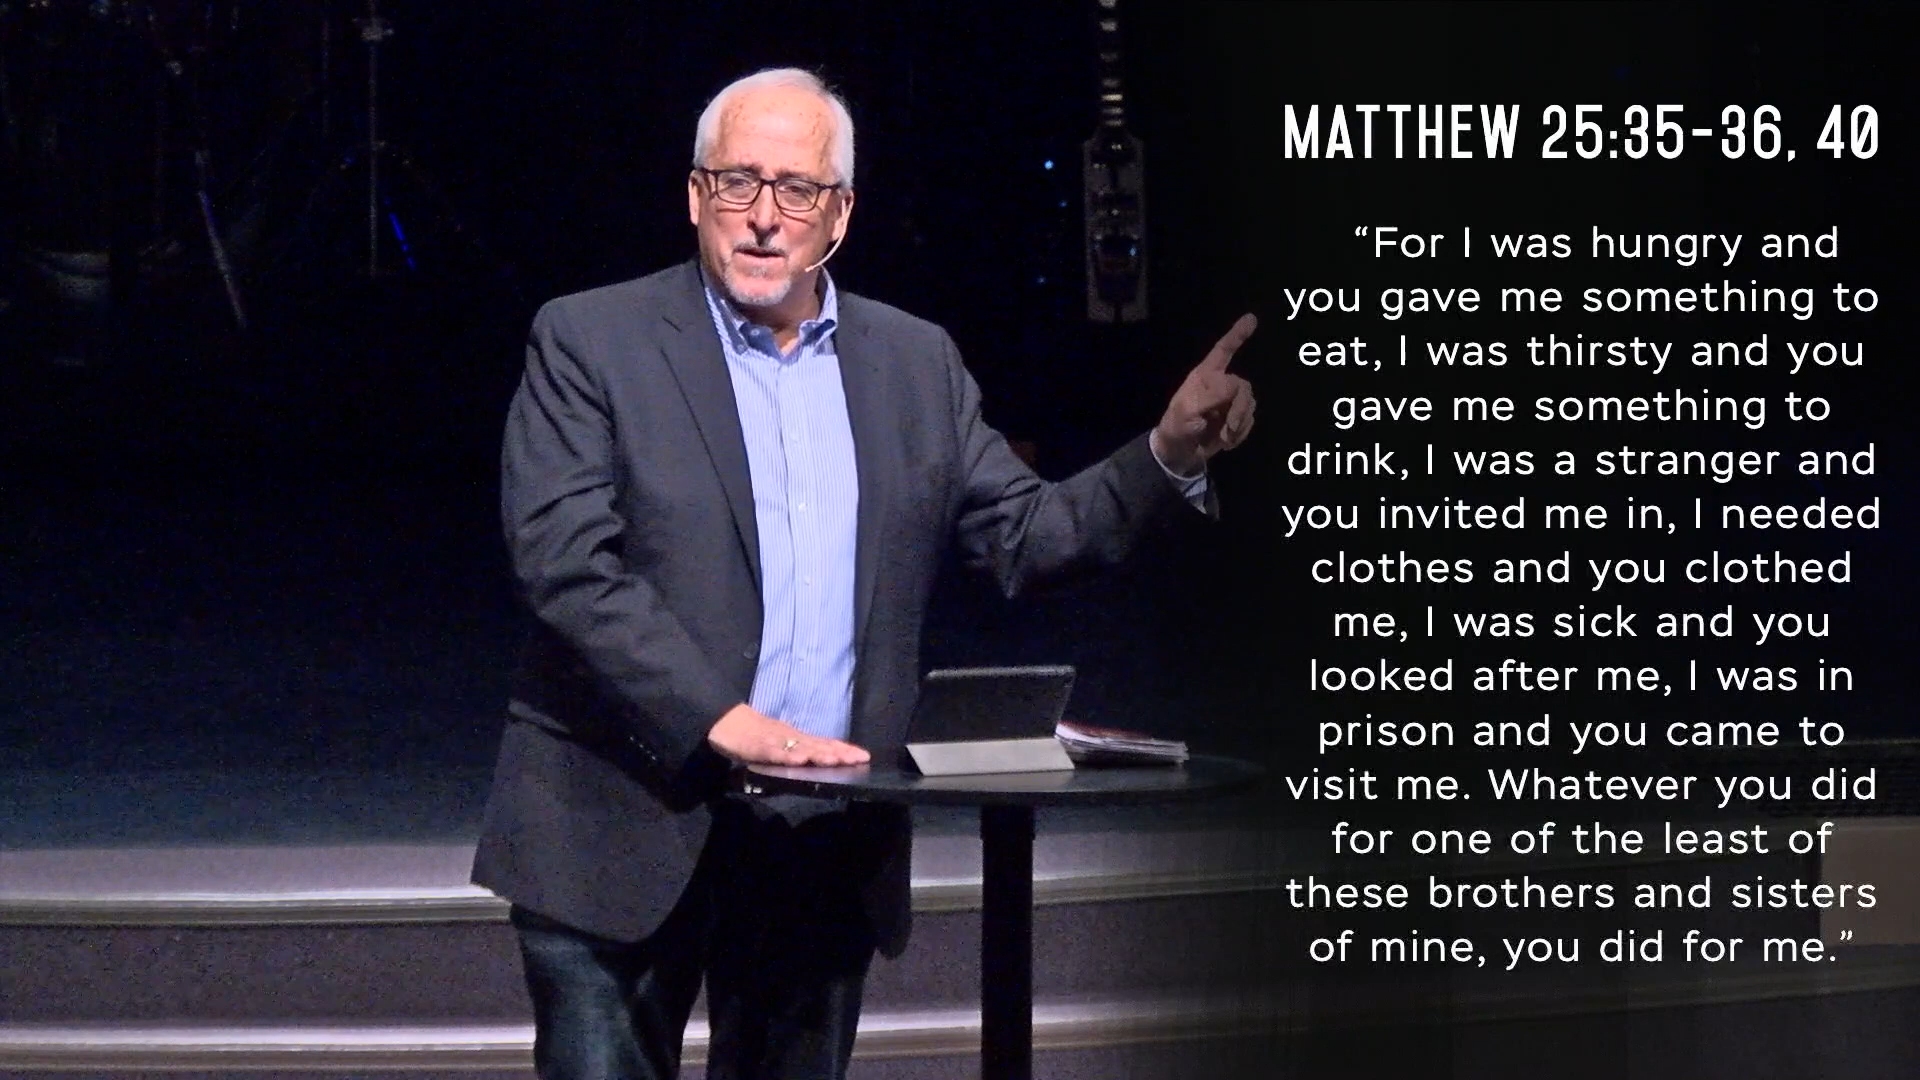 MATTHEW 25:35-36, 40
“For I was hungry and
you gave me something to
eat, I was thirsty and you
gave me something to
drink, I was a stranger and
you invited me in, I needed
clothes and you clothed
me, I was sick and you
looked after me, I was in
prison and you came to
visit me. Whatever you did
for one of the least of
these brothers and sisters
of mine, you did for me.”